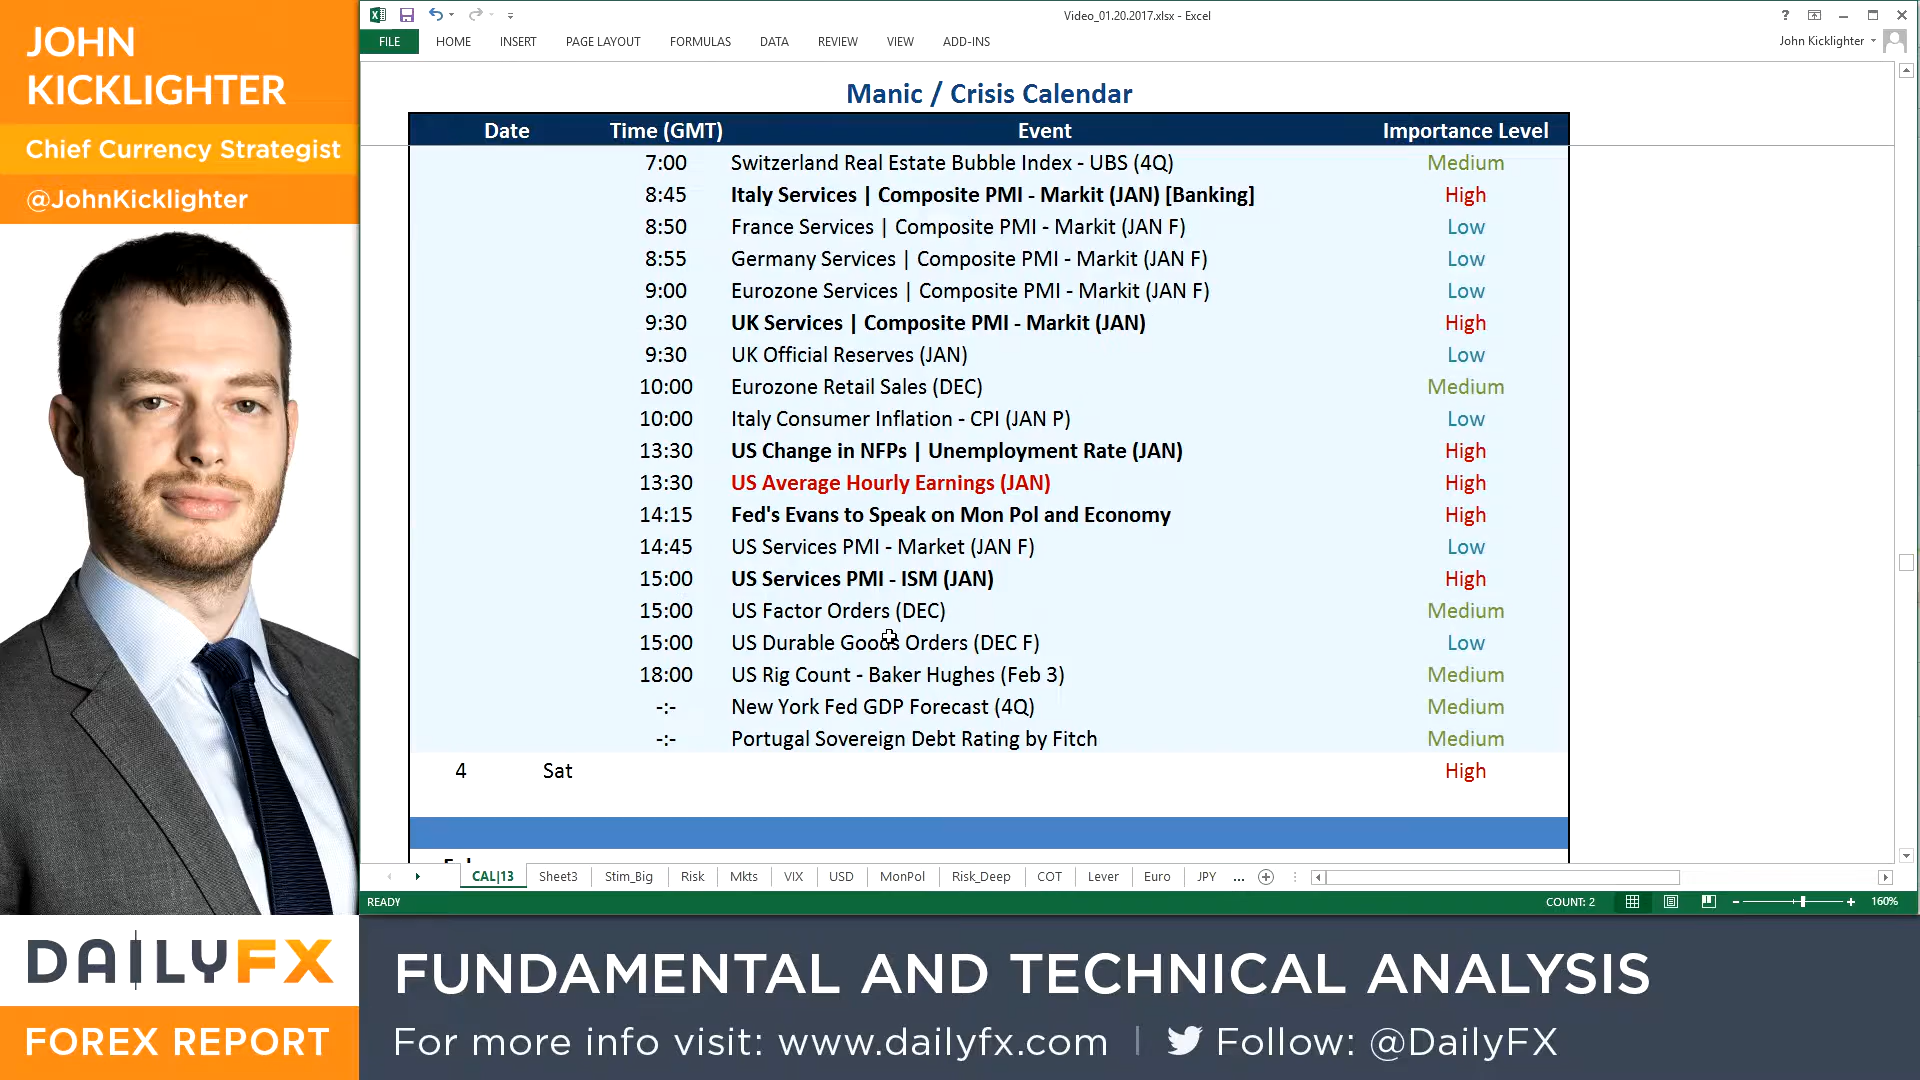 JOHN
KICKLIGHTER
Chief Currency Strategist
@JohnKicklighter
Video_01.20.2017.xlsx - Excel
?
FILE HOME INSERT PAGE LAYOUT FORMULAS DATA REVIEW VIEW ADD-INS
John Kicklighter
Manic / Crisis Calendar
Date Time (GMT) Event Importance Level
7:00 Switzerland Real Estate Bubble Index - UBS (4Q) Medium
8:45 Italy Services | Composite PMI - Markit (JAN) [Banking] High
8:50 France Services | Composite PMI - Markit (JAN F) Low
8:55 Germany Services | Composite PMI - Markit (JAN F) Low
9:00 Eurozone Services | Composite PMI - Markit (JAN F) Low
9:30 UK Services | Composite PMI - Markit (JAN) High
9:30 UK Official Reserves (JAN) Low
10:00 Eurozone Retail Sales (DEC) Medium
10:00 Italy Consumer Inflation - CPI (JAN P) Low
13:30 US Change in NFPs | Unemployment Rate (JAN) High
13:30 US Average Hourly Earnings (JAN) High
14:15 Fed's Evans to Speak on Mon Pol and Economy High
14:45 US Services PMI - Market (JAN F) Low
15:00 US Services PMI - ISM (JAN) High
15:00 US Factor Orders (DEC) Medium
15:00 US Durable Goods Orders (DEC F) Low
18:00 US Rig Count - Baker Hughes (Feb 3) Medium
-:- New York Fed GDP Forecast (4Q) Medium
-:- Portugal Sovereign Debt Rating by Fitch Medium
4 Sat High
CAL|13 Sheet3 Stim_Big Risk Mkts VIX USD MonPol Risk_Deep COT Lever Euro JPY ...
READY COUNT: 2 160%
DAILYFX
FOREX REPORT
FUNDAMENTAL AND TECHNICAL ANALYSIS
For more info visit: www.dailyfx.com | Follow: @DailyFX